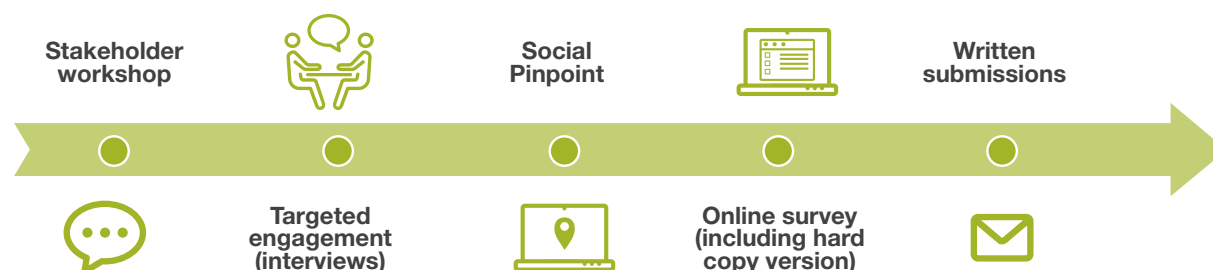 Stakeholder
workshop
Targeted
engagement
(interviews)
Social
Pinpoint
Online survey
(including hard
copy version)
Written
submissions